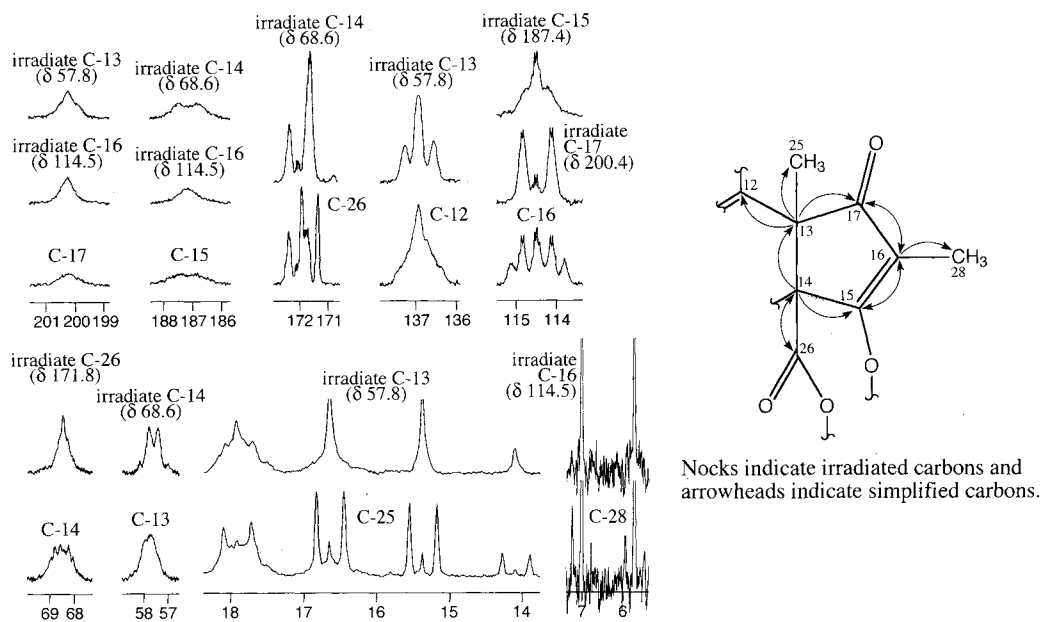 irradiate C-13
(δ 57.8)
irradiate C-16
(δ 114.5)
C-17
201 200 199
irradiate C-14
(δ 68.6)
irradiate C-16
(δ 114.5)
C-15
188 187 186
irradiate C-14
(δ 68.6)
C-26
172 171
irradiate C-13
(δ 57.8)
C-12
137 136
irradiate C-15
(δ 187.4)
irradiate
C-17
(δ 200.4)
C-16
115 114
irradiate C-26
(δ 171.8)
C-14
69 68
irradiate C-14
(δ 68.6)
C-13
58 57
irradiate C-13
(δ 57.8)
C-25
18 17 16 15 14
irradiate
C-16
(δ 114.5)
C-28
7 6
25
CH3
O
12
13
17
16
28
CH3
14
15
26
O
O
O
Nocks indicate irradiated carbons and
arrowheads indicate simplified carbons.